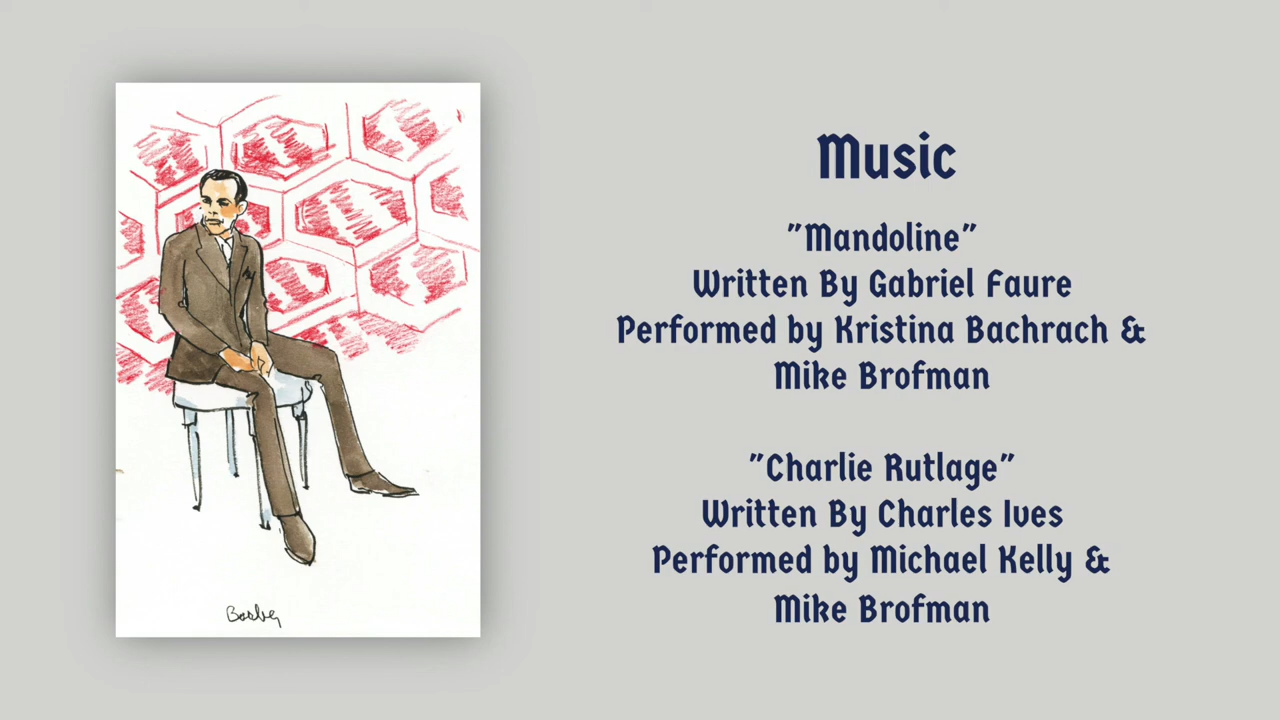 Music
"Mandoline"
Written By Gabriel Faure
Performed by Kristina Bachrach &
Mike Brofman
"Charlie Rutlage"
Written By Charles Ives
Performed by Michael Kelly &
Mike Brofman